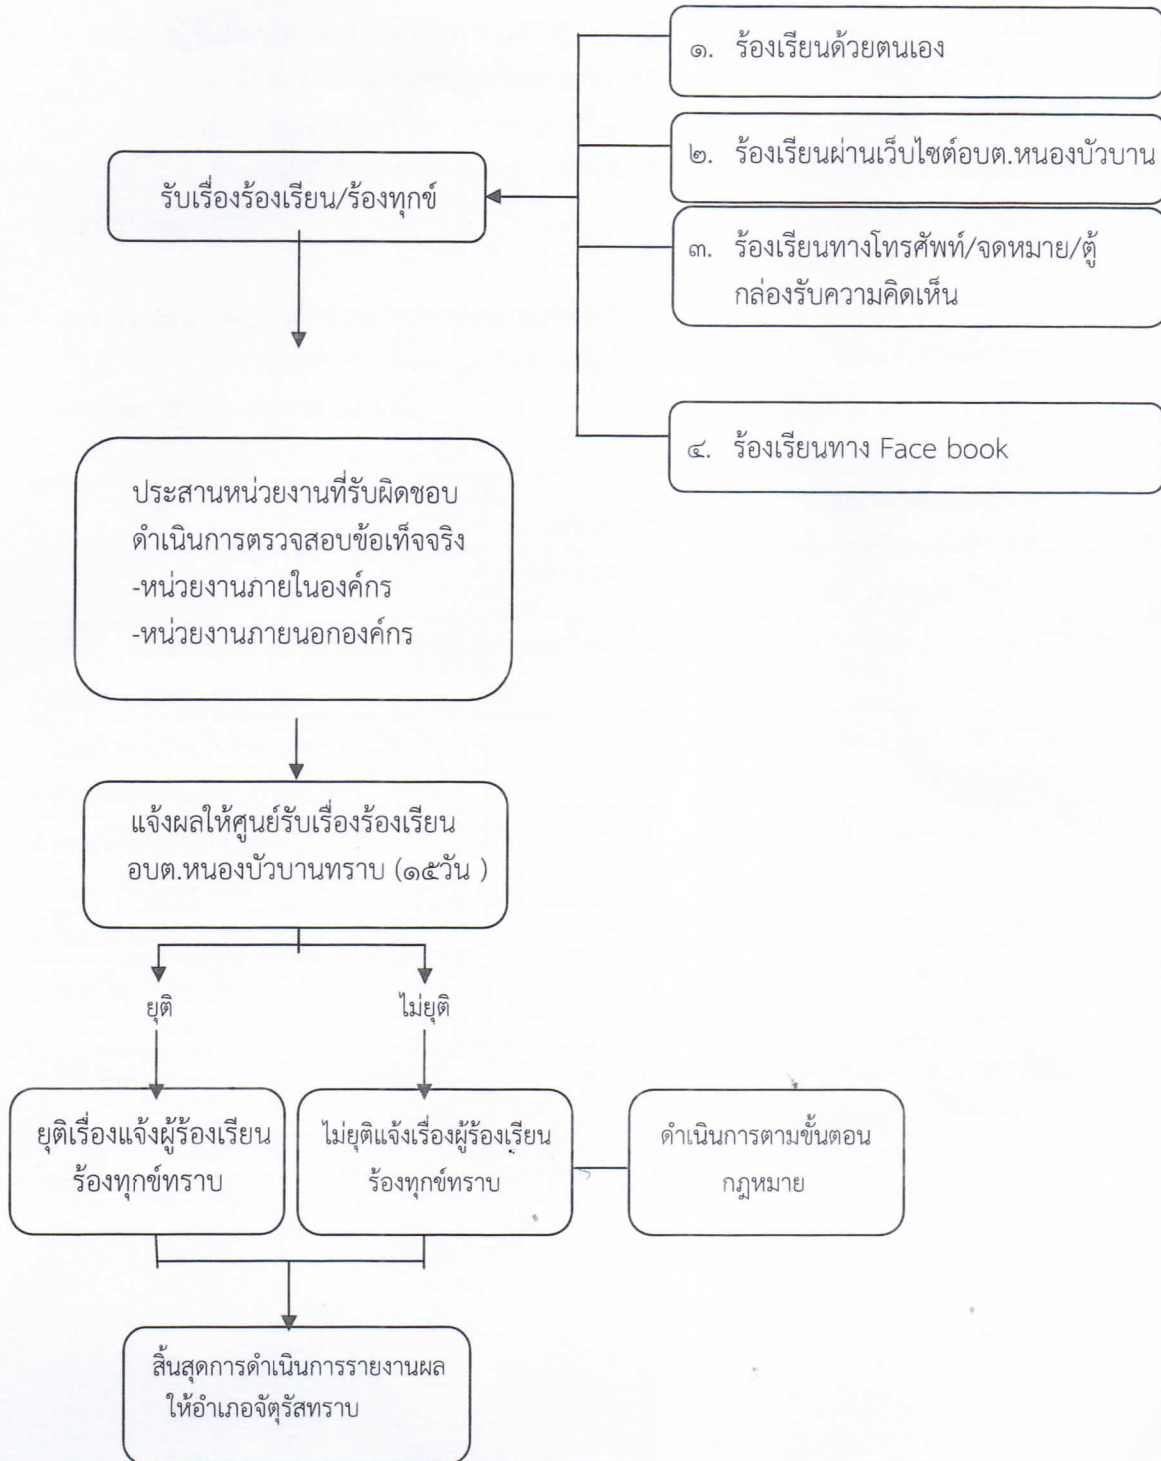 ๑. ร้องเรียนด้วยตนเอง
๒. ร้องเรียนผ่านเว็บไซต์อบต.หนองบัวบาน
รับเรื่องร้องเรียน/ร้องทุกข์
๓. ร้องเรียนทางโทรศัพท์/จดหมาย/ตู้
กล่องรับความคิดเห็น
๔. ร้องเรียนทาง Face book
ประสานหน่วยงานที่รับผิดชอบ
ดำเนินการตรวจสอบข้อเท็จจริง
-หน่วยงานภายในองค์กร
-หน่วยงานภายนอกองค์กร
แจ้งผลให้ศูนย์รับเรื่องร้องเรียน
อบต.หนองบัวบานทราบ (๑๕วัน )
ยุติ
ไม่ยุติ
ยุติเรื่องแจ้งผู้ร้องเรียน
ร้องทุกข์ทราบ
ไม่ยุติแจ้งเรื่องผู้ร้องเรียน
ร้องทุกข์ทราบ
ดำเนินการตามขั้นตอน
กฎหมาย
สิ้นสุดการดำเนินการรายงานผล
ให้อำเภอจัตุรัสทราบ